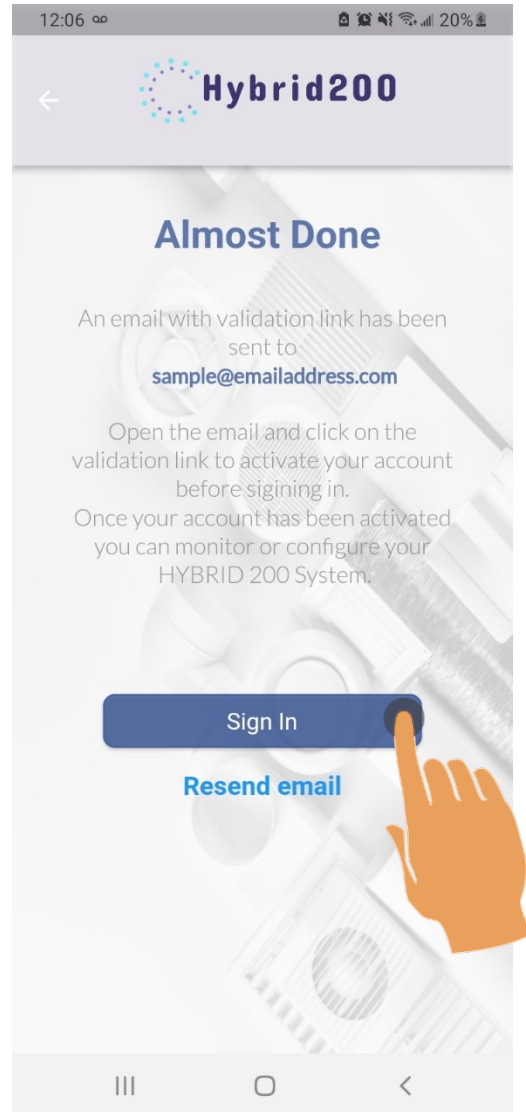 12:06 20%
Hybrid200
Almost Done
An email with validation link has been
sent to
sample@emailaddress.com
Open the email and click on the
validation link to activate your account
before sigining in.
Once your account has been activated
you can monitor or configure your
HYBRID 200 System.
Sign In
Resend email